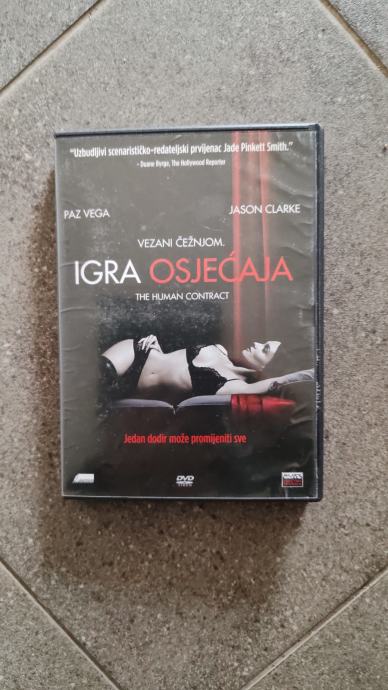 "Uzbudljivi scenarističko-redateljski prvijenac Jade Pinkett Smith."
- Duane Byrge, The Hollywood Reporter
PAZ VEGA
JASON CLARKE
VEZANI ČEŽNJOM.
IGRA OSJEĆAJA
THE HUMAN CONTRACT
Jedan dodir može promijeniti sve
DVD
VIDEO